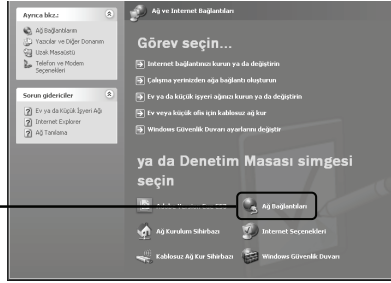 Ağ ve Internet Bağlantıları
Ayrıca bkz.:
Ağ Bağlantılarım
Yazıcılar ve Diğer Donanım
Uzak Masaüstü
Telefon ve Modem
Seçenekleri
Sorun gidericiler
Ev ya da Küçük İşyeri Ağı
Internet Explorer
Ağ Tanılama
Görev seçin...
Internet bağlantınızı kurun ya da değiştirin
Çalışma yerinizden ağa bağlantı oluşturun
Ev ya da küçük işyeri ağınızı kurun ya da değiştirin
Ev veya küçük ofis için kablosuz ağ kur
Windows Güvenlik Duvarı ayarlarını değiştir
ya da Denetim Masası simgesi
seçin
Ağ Bağlantıları
Ağ Kurulum Sihirbazı
Internet Seçenekleri
Kablosuz Ağ Kur Sihirbazı
Windows Güvenlik Duvarı